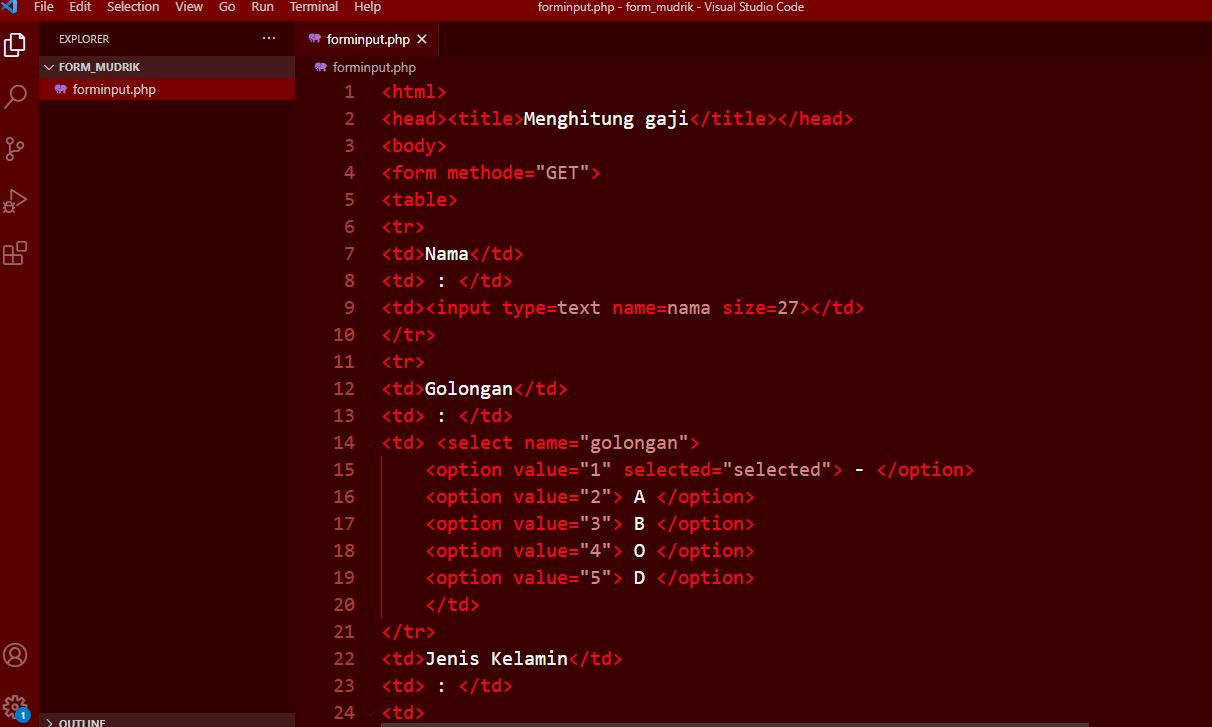 File Edit Selection View Go Run Terminal Help forminput.php - form_mudrik - Visual Studio Code
EXPLORER ···
FORM_MUDRIK
forminput.php
1
OUTLINE
forminput.php
forminput.php
1 <html>
2 <head><title>Menghitung gaji</title></head>
3 <body>
4 <form methode="GET">
5 <table>
6 <tr>
7 <td>Nama</td>
8 <td> : </td>
9 <td><input type=text name=nama size=27></td>
10 </tr>
11 <tr>
12 <td>Golongan</td>
13 <td> : </td>
14 <td> <select name="golongan">
15 <option value="1" selected="selected"> - </option>
16 <option value="2"> A </option>
17 <option value="3"> B </option>
18 <option value="4"> O </option>
19 <option value="5"> D </option>
20 </td>
21 </tr>
22 <td>Jenis Kelamin</td>
23 <td> : </td>
24 <td>